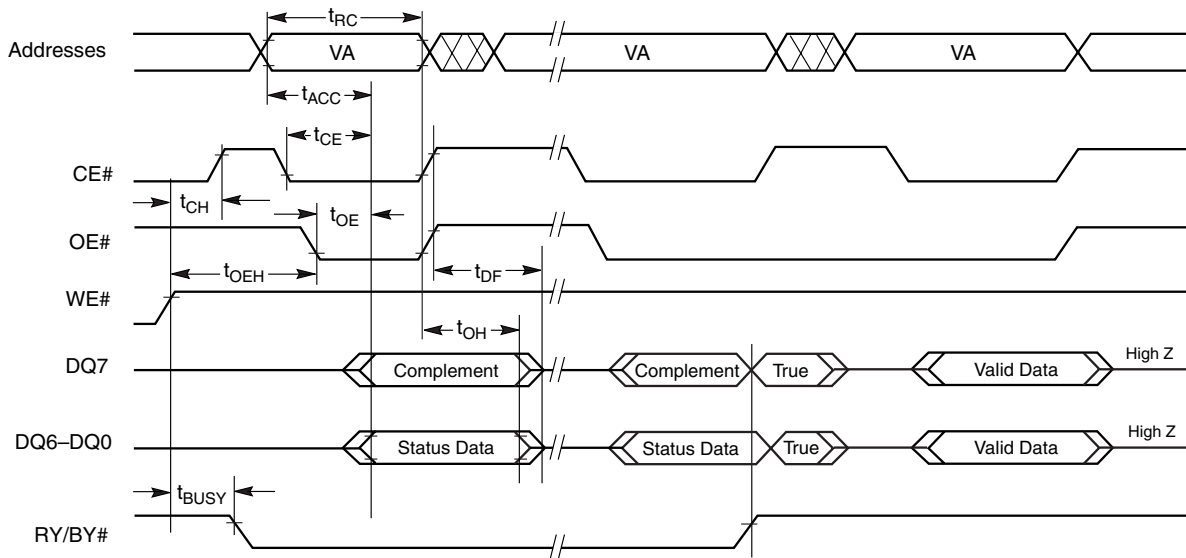 tRC
Addresses VA VA VA
tACC
tCE
CE#
tCH
tOE
OE#
tOEH tDF
WE#
tOH
DQ7 Complement Complement True Valid Data High Z
DQ6–DQ0 Status Data Status Data True Valid Data High Z
tBUSY
RY/BY#